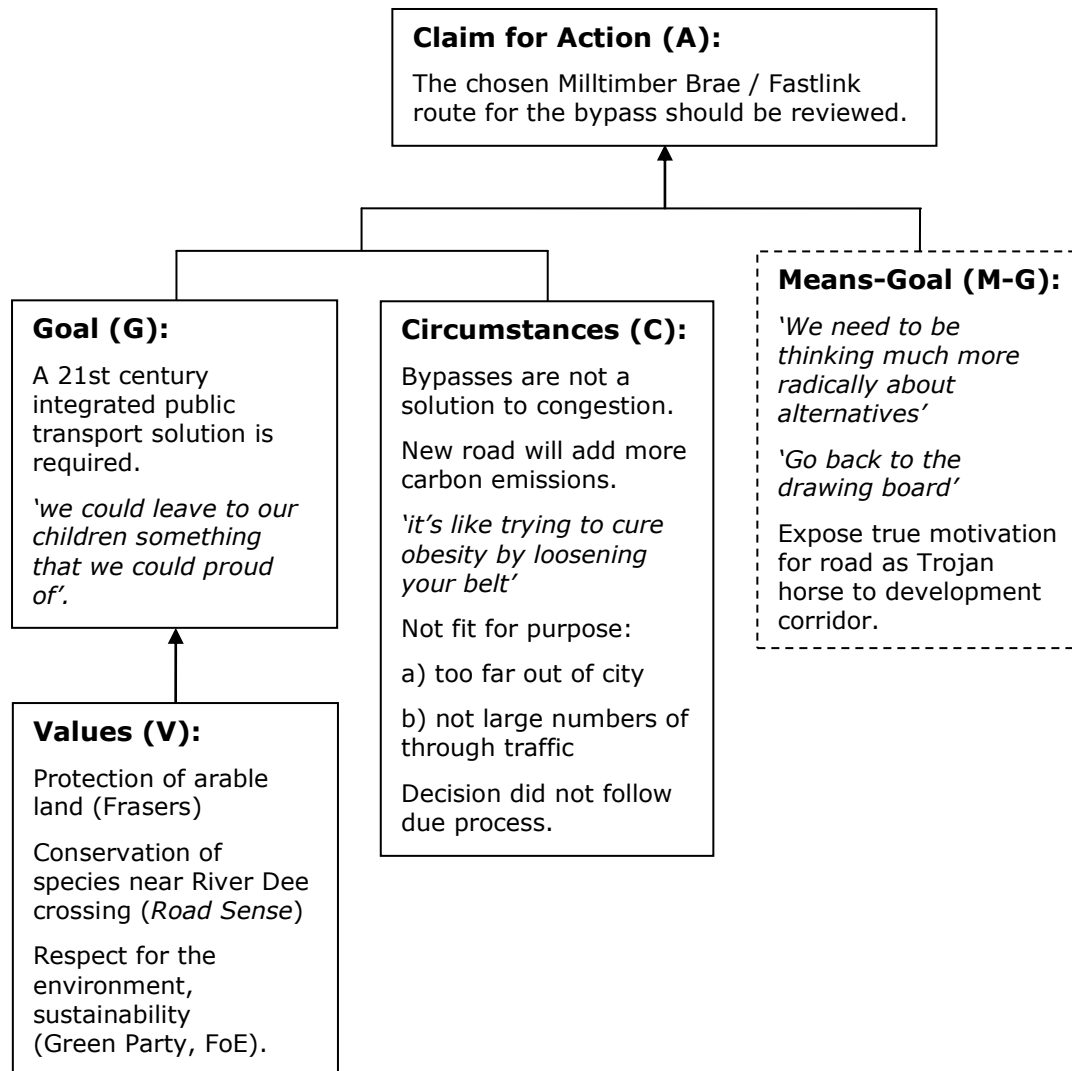 Claim for Action (A):
The chosen Milltimber Brae / Fastlink
route for the bypass should be reviewed.
Goal (G):
A 21st century
integrated public
transport solution is
required.
‘we could leave to our
children something
that we could proud
of’.
Circumstances (C):
Bypasses are not a
solution to congestion.
New road will add more
carbon emissions.
‘it’s like trying to cure
obesity by loosening
your belt’
Not fit for purpose:
a) too far out of city
b) not large numbers of
through traffic
Decision did not follow
due process.
Means-Goal (M-G):
‘We need to be
thinking much more
radically about
alternatives’
‘Go back to the
drawing board’
Expose true motivation
for road as Trojan
horse to development
corridor.
Values (V):
Protection of arable
land (Frasers)
Conservation of
species near River Dee
crossing (Road Sense)
Respect for the
environment,
sustainability
(Green Party, FoE).